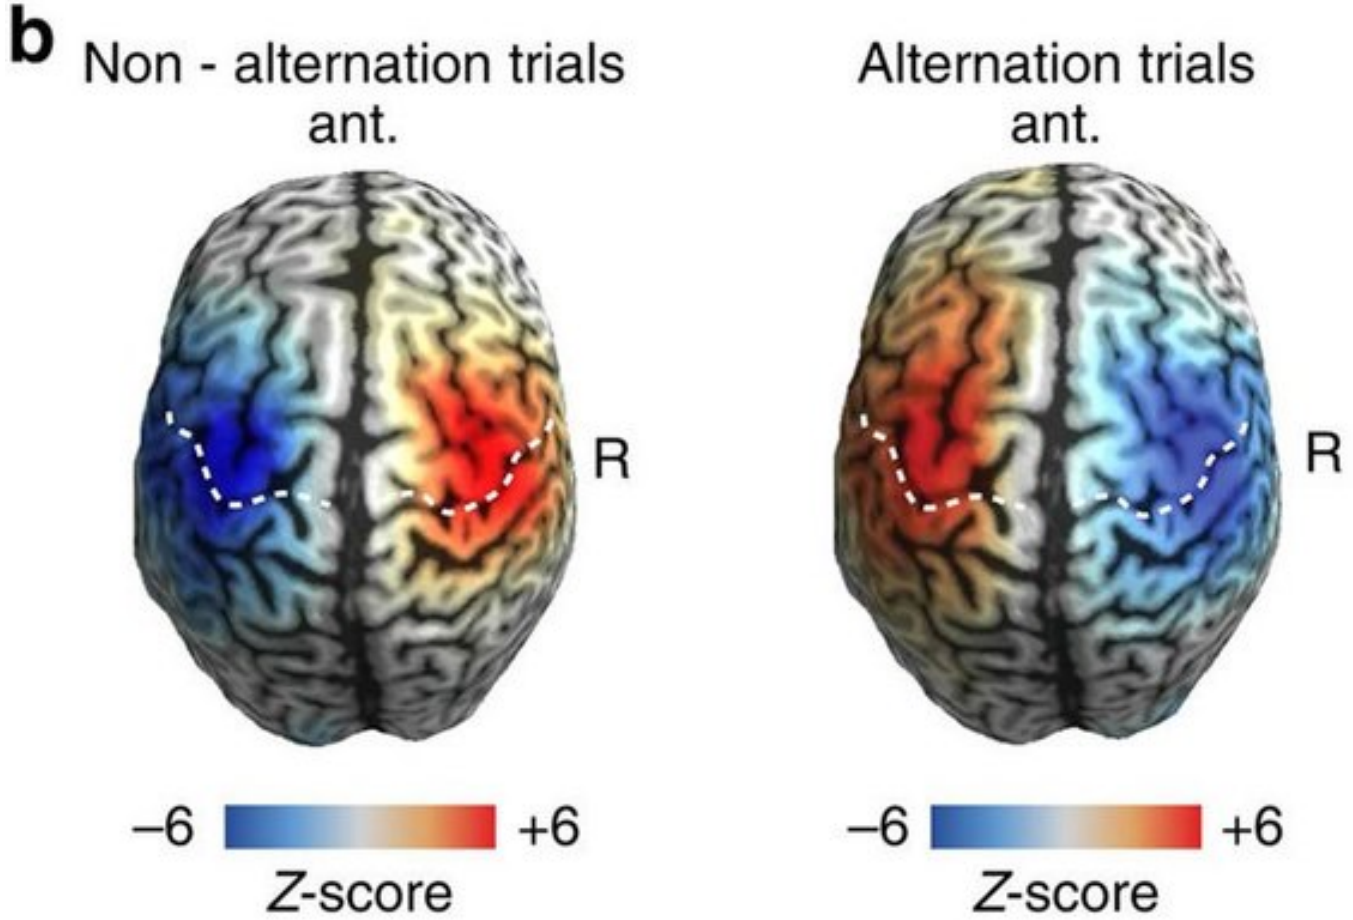 b
Non - alternation trials
ant.
R
–6
+6
Z-score
Alternation trials
ant.
R
–6
+6
Z-score